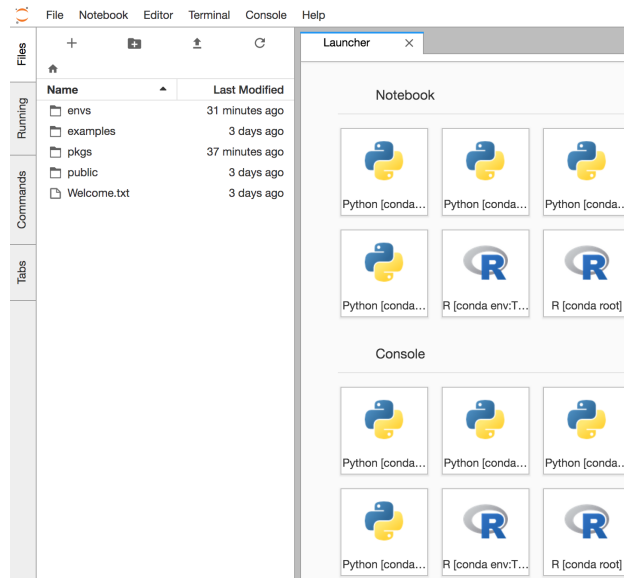 File Notebook Editor Terminal Console Help
Files
Running
Commands
Tabs
Name Last Modified
envs 31 minutes ago
examples 3 days ago
pkgs 37 minutes ago
public 3 days ago
Welcome.txt 3 days ago
Launcher
Notebook
Python [conda... Python [conda... Python [conda...
Python [conda... R [conda env:T... R [conda root]
Console
Python [conda... Python [conda... Python [conda...
Python [conda... R [conda env:T... R [conda root]